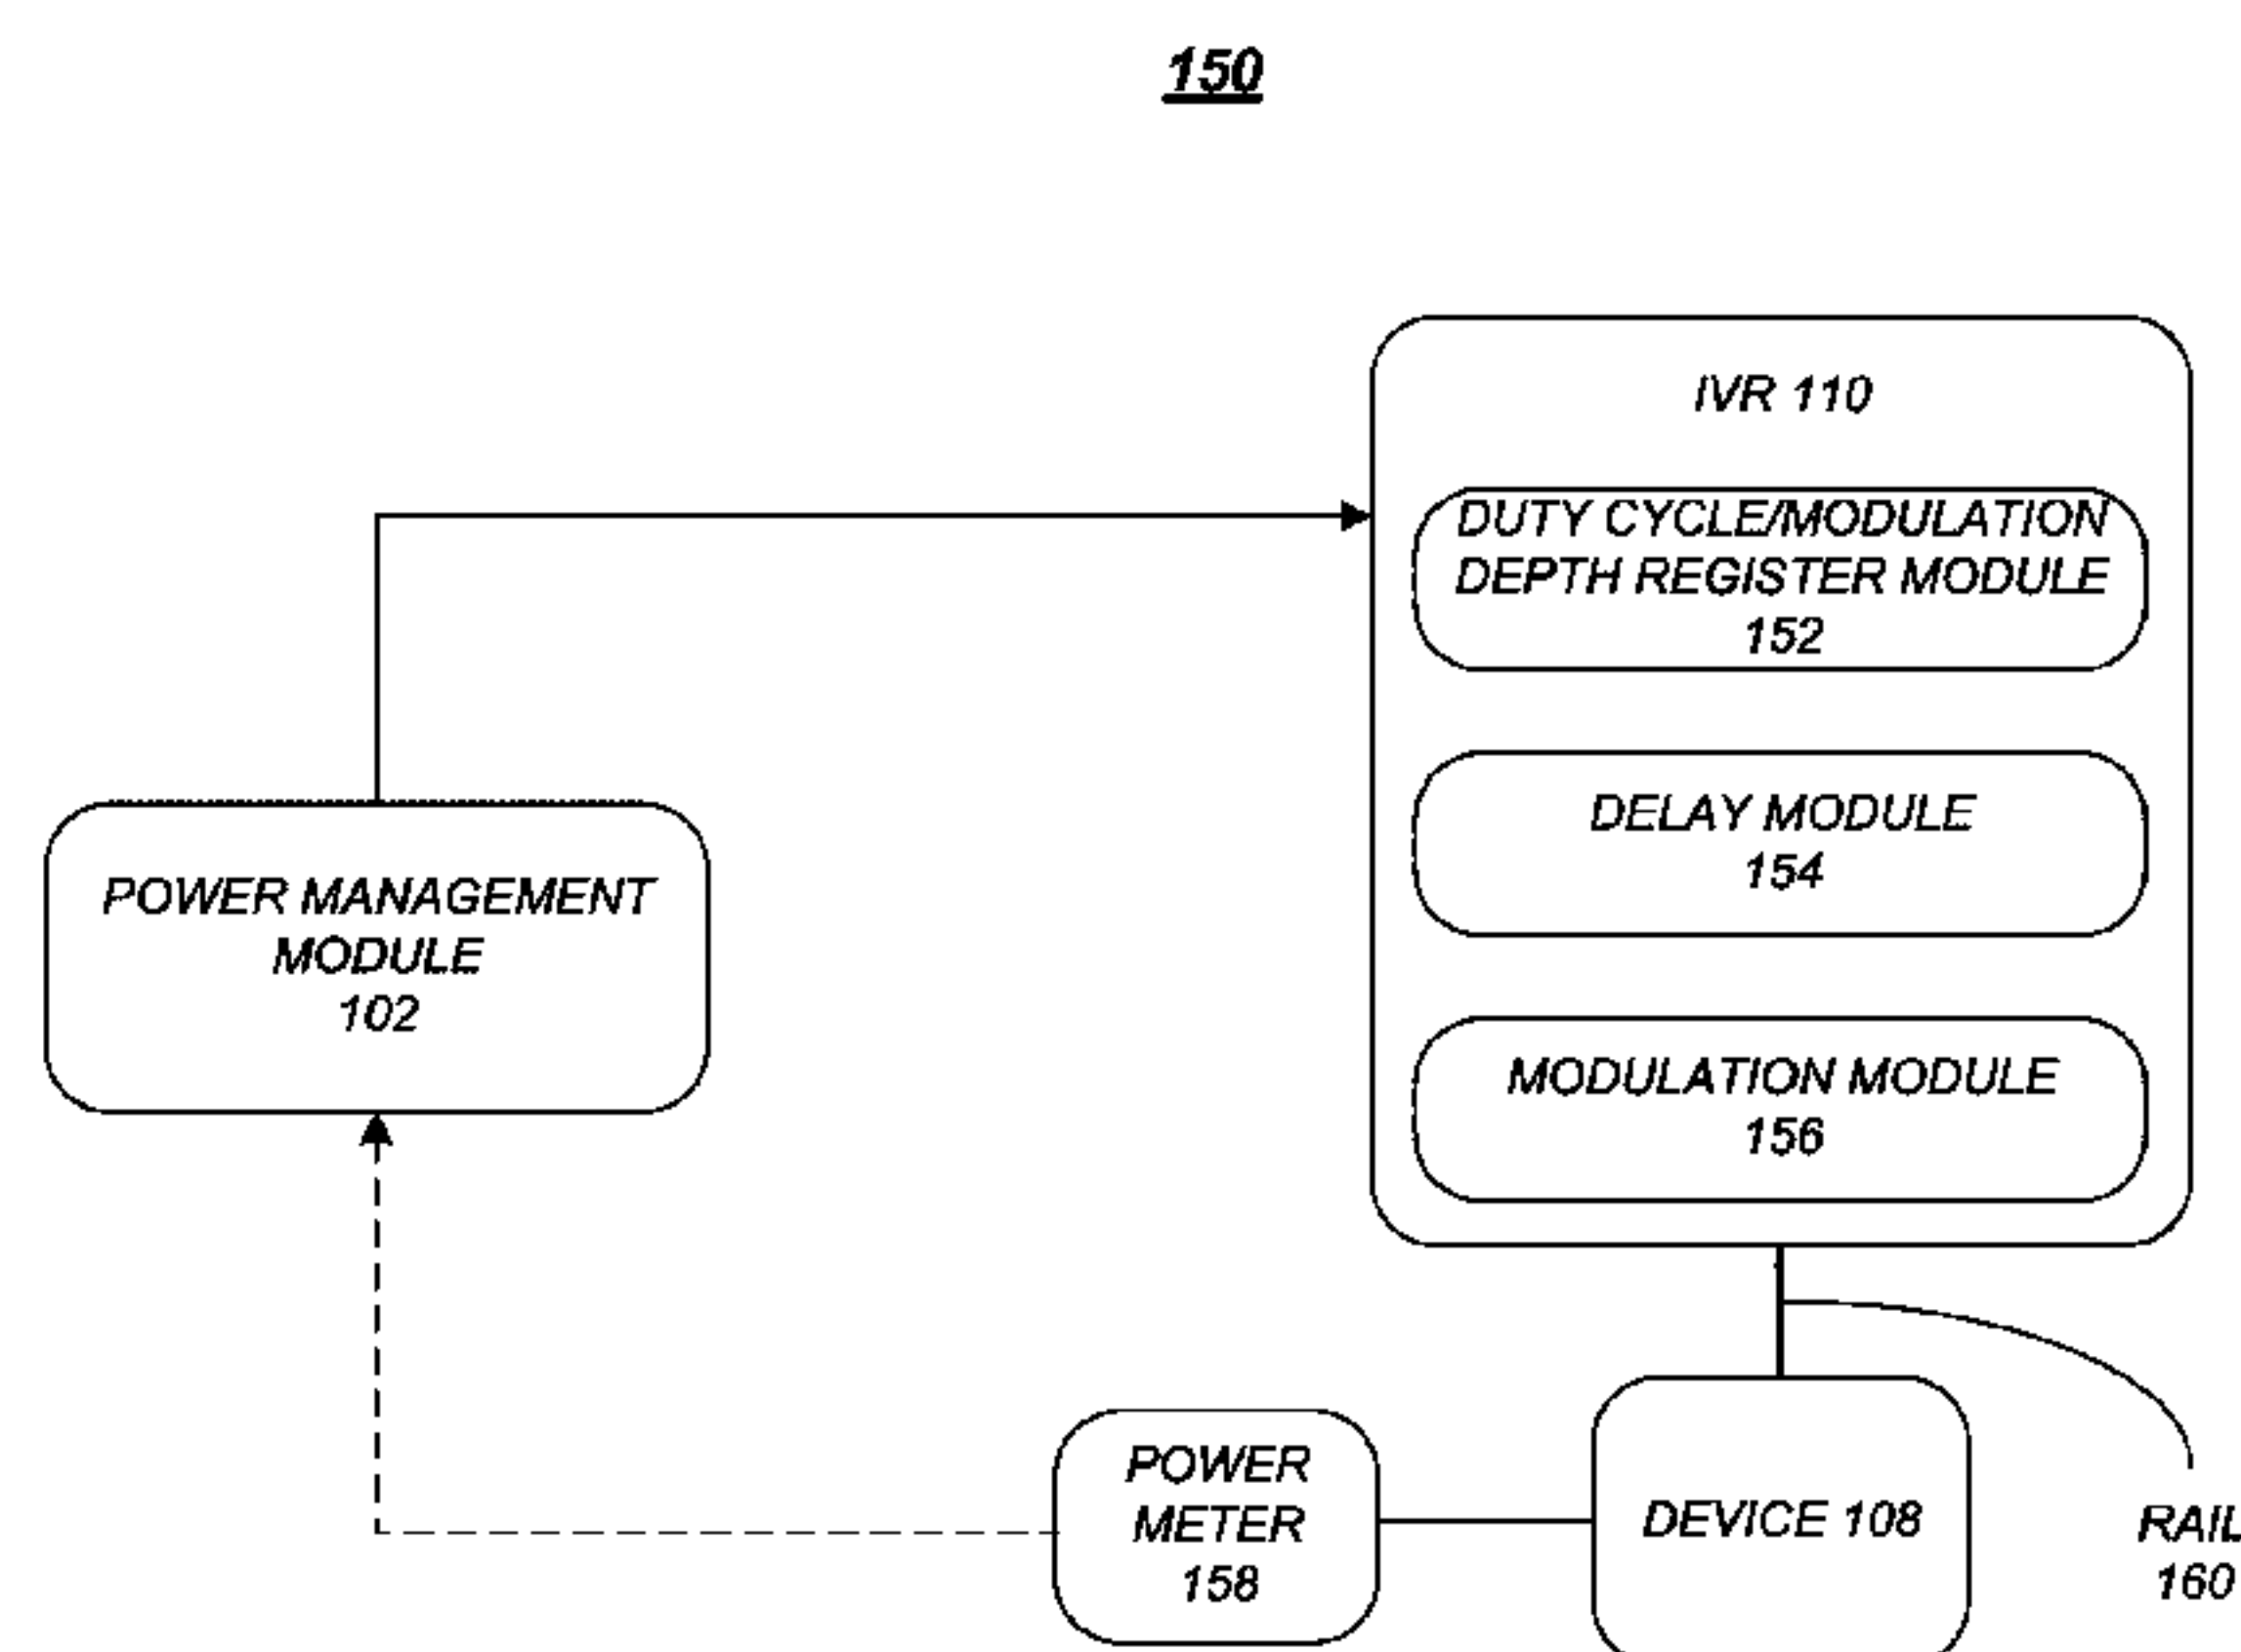 150
IVR 110
DUTY CYCLE/MODULATION
DEPTH REGISTER MODULE
152
DELAY MODULE
154
MODULATION MODULE
156
POWER MANAGEMENT
MODULE
102
POWER
METER
158
DEVICE 108
RAIL
160